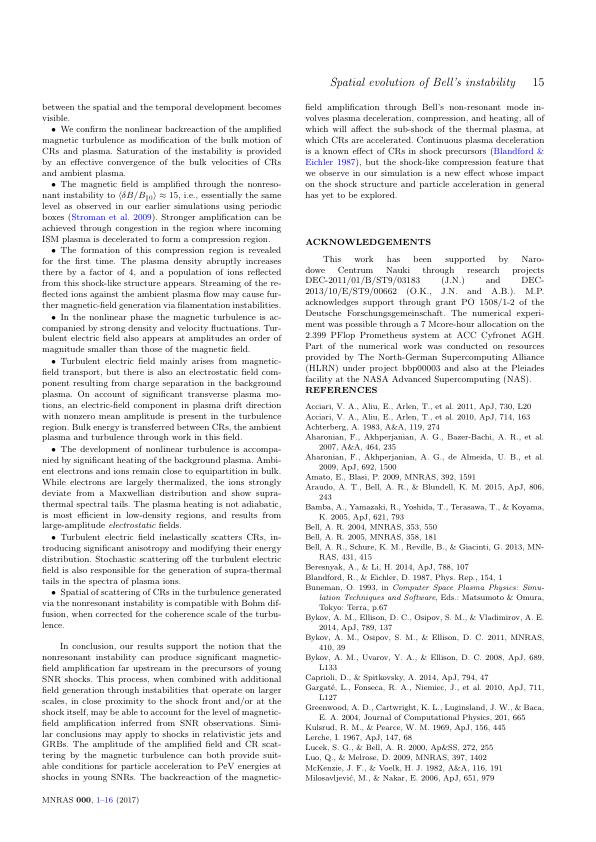 Spatial evolution of Bell's instability 15
between the spatial and the temporal development becomes
visible.
• We confirm the nonlinear backreaction of the amplified
magnetic turbulence as modification of the bulk motion of
CRs and plasma. Saturation of the instability is provided
by an effective convergence of the bulk velocities of CRs
and ambient plasma.
• The magnetic field is amplified through the nonreso-
nant instability to ⟨δB/B∥0⟩ ≈ 15, i.e., essentially the same
level as observed in our earlier simulations using periodic
boxes (Stroman et al. 2009). Stronger amplification can be
achieved through congestion in the region where incoming
ISM plasma is decelerated to form a compression region.
• The formation of this compression region is revealed
for the first time. The plasma density abruptly increases
there by a factor of 4, and a population of ions reflected
from this shock-like structure appears. Streaming of the re-
flected ions against the ambient plasma flow may cause fur-
ther magnetic-field generation via filamentation instabilities.
• In the nonlinear phase the magnetic turbulence is ac-
companied by strong density and velocity fluctuations. Tur-
bulent electric field also appears at amplitudes an order of
magnitude smaller than those of the magnetic field.
• Turbulent electric field mainly arises from magnetic-
field transport, but there is also an electrostatic field com-
ponent resulting from charge separation in the background
plasma. On account of significant transverse plasma mo-
tions, an electric-field component in plasma drift direction
with nonzero mean amplitude is present in the turbulence
region. Bulk energy is transferred between CRs, the ambient
plasma and turbulence through work in this field.
• The development of nonlinear turbulence is accompa-
nied by significant heating of the background plasma. Ambi-
ent electrons and ions remain close to equipartition in bulk.
While electrons are largely thermalized, the ions strongly
deviate from a Maxwellian distribution and show supra-
thermal spectral tails. The plasma heating is not adiabatic,
is most efficient in low-density regions, and results from
large-amplitude electrostatic fields.
• Turbulent electric field inelastically scatters CRs, in-
troducing significant anisotropy and modifying their energy
distribution. Stochastic scattering off the turbulent electric
field is also responsible for the generation of supra-thermal
tails in the spectra of plasma ions.
• Spatial of scattering of CRs in the turbulence generated
via the nonresonant instability is compatible with Bohm dif-
fusion, when corrected for the coherence scale of the turbu-
lence.
In conclusion, our results support the notion that the
nonresonant instability can produce significant magnetic-
field amplification far upstream in the precursors of young
SNR shocks. This process, when combined with additional
field generation through instabilities that operate on larger
scales, in close proximity to the shock front and/or at the
shock itself, may be able to account for the level of magnetic-
field amplification inferred from SNR observations. Simi-
lar conclusions may apply to shocks in relativistic jets and
GRBs. The amplitude of the amplified field and CR scat-
tering by the magnetic turbulence can both provide suit-
able conditions for particle acceleration to PeV energies at
shocks in young SNRs. The backreaction of the magnetic-
field amplification through Bell's non-resonant mode in-
volves plasma deceleration, compression, and heating, all of
which will affect the sub-shock of the thermal plasma, at
which CRs are accelerated. Continuous plasma deceleration
is a known effect of CRs in shock precursors (Blandford &
Eichler 1987), but the shock-like compression feature that
we observe in our simulation is a new effect whose impact
on the shock structure and particle acceleration in general
has yet to be explored.
ACKNOWLEDGEMENTS
This work has been supported by Naro-
dowe Centrum Nauki through research projects
DEC-2011/01/B/ST9/03183 (J.N.) and DEC-
2013/10/E/ST9/00662 (O.K., J.N. and A.B.). M.P.
acknowledges support through grant PO 1508/1-2 of the
Deutsche Forschungsgemeinschaft. The numerical experi-
ment was possible through a 7 Mcore-hour allocation on the
2.399 PFlop Prometheus system at ACC Cyfronet AGH.
Part of the numerical work was conducted on resources
provided by The North-German Supercomputing Alliance
(HLRN) under project bbp00003 and also at the Pleiades
facility at the NASA Advanced Supercomputing (NAS).
REFERENCES
Acciari, V. A., Aliu, E., Arlen, T., et al. 2011, ApJ, 730, L20
Acciari, V. A., Aliu, E., Arlen, T., et al. 2010, ApJ, 714, 163
Achterberg, A. 1983, A&A, 119, 274
Aharonian, F., Akhperjanian, A. G., Bazer-Bachi, A. R., et al.
2007, A&A, 464, 235
Aharonian, F., Akhperjanian, A. G., de Almeida, U. B., et al.
2009, ApJ, 692, 1500
Amato, E., Blasi, P. 2009, MNRAS, 392, 1591
Araudo, A. T., Bell, A. R., & Blundell, K. M. 2015, ApJ, 806,
243
Bamba, A., Yamazaki, R., Yoshida, T., Terasawa, T., & Koyama,
K. 2005, ApJ, 621, 793
Bell, A. R. 2004, MNRAS, 353, 550
Bell, A. R. 2005, MNRAS, 358, 181
Bell, A. R., Schure, K. M., Reville, B., & Giacinti, G. 2013, MN-
RAS, 431, 415
Beresnyak, A., & Li, H. 2014, ApJ, 788, 107
Blandford, R., & Eichler, D. 1987, Phys. Rep., 154, 1
Buneman, O. 1993, in Computer Space Plasma Physics: Simu-
lation Techniques and Software, Eds.: Matsumoto & Omura,
Tokyo: Terra, p.67
Bykov, A. M., Ellison, D. C., Osipov, S. M., & Vladimirov, A. E.
2014, ApJ, 789, 137
Bykov, A. M., Osipov, S. M., & Ellison, D. C. 2011, MNRAS,
410, 39
Bykov, A. M., Uvarov, Y. A., & Ellison, D. C. 2008, ApJ, 689,
L133
Caprioli, D., & Spitkovsky, A. 2014, ApJ, 794, 47
Gargaté, L., Fonseca, R. A., Niemiec, J., et al. 2010, ApJ, 711,
L127
Greenwood, A. D., Cartwright, K. L., Luginsland, J. W., & Baca,
E. A. 2004, Journal of Computational Physics, 201, 665
Kulsrud, R. M., & Pearce, W. M. 1969, ApJ, 156, 445
Lerche, I. 1967, ApJ, 147, 68
Lucek, S. G., & Bell, A. R. 2000, Ap&SS, 272, 255
Luo, Q., & Melrose, D. 2009, MNRAS, 397, 1402
McKenzie, J. F., & Voelk, H. J. 1982, A&A, 116, 191
Milosavljević, M., & Nakar, E. 2006, ApJ, 651, 979
MNRAS 000, 1–16 (2017)